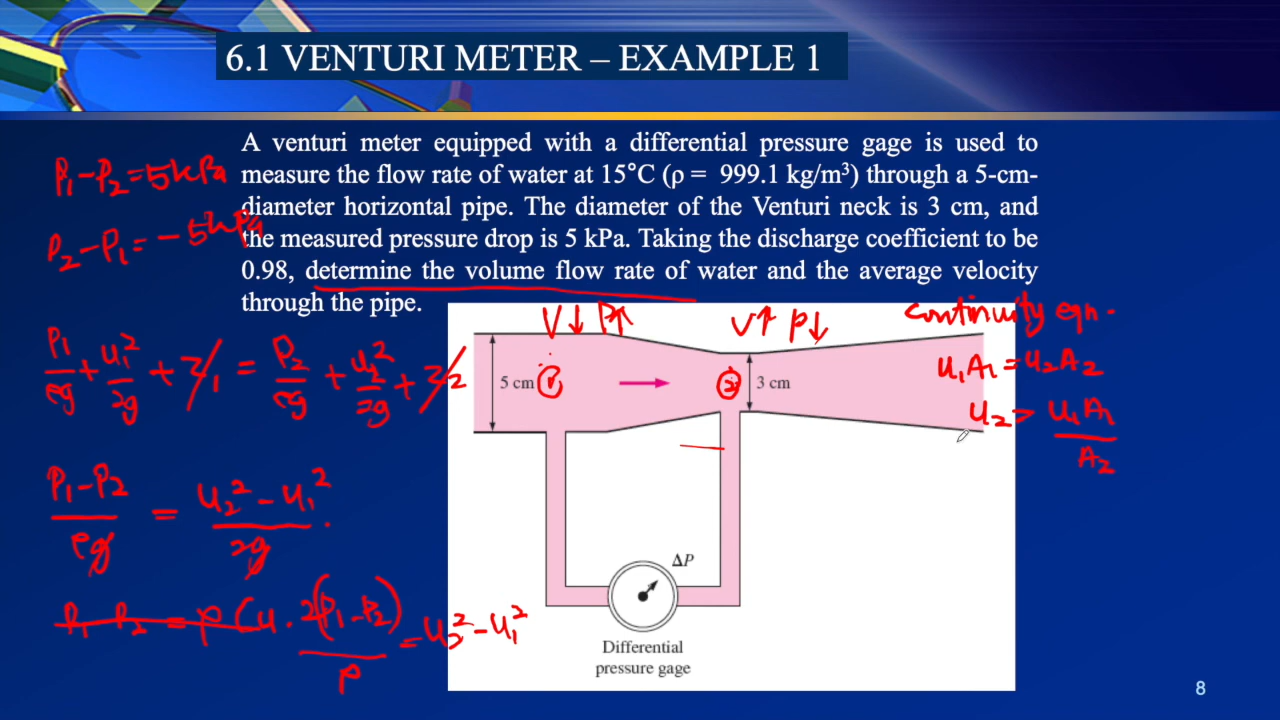 6.1 VENTURI METER – EXAMPLE 1
A venturi meter equipped with a differential pressure gage is used to
measure the flow rate of water at 15°C (ρ = 999.1 kg/m³) through a 5-cm-
diameter horizontal pipe. The diameter of the Venturi neck is 3 cm, and
the measured pressure drop is 5 kPa. Taking the discharge coefficient to be
0.98, determine the volume flow rate of water and the average velocity
through the pipe.
P₁-P₂=5kPa
P₂-P₁=-5kPa
P₁/ρg + u₁²/2g + z₁ = P₂/ρg + u₂²/2g + z₂
P₁-P₂/ρg = u₂²-u₁²/2g
P₁ P₂ = ρ(u. 2(P₁-P₂)/ρ = u₂²-u₁²
V↓ P↑
V↑ P↓
5 cm
1
2
3 cm
ΔP
Differential
pressure gage
continuity eqn.
u₁A₁=u₂A₂
u₂= u₁A₁/A₂
8